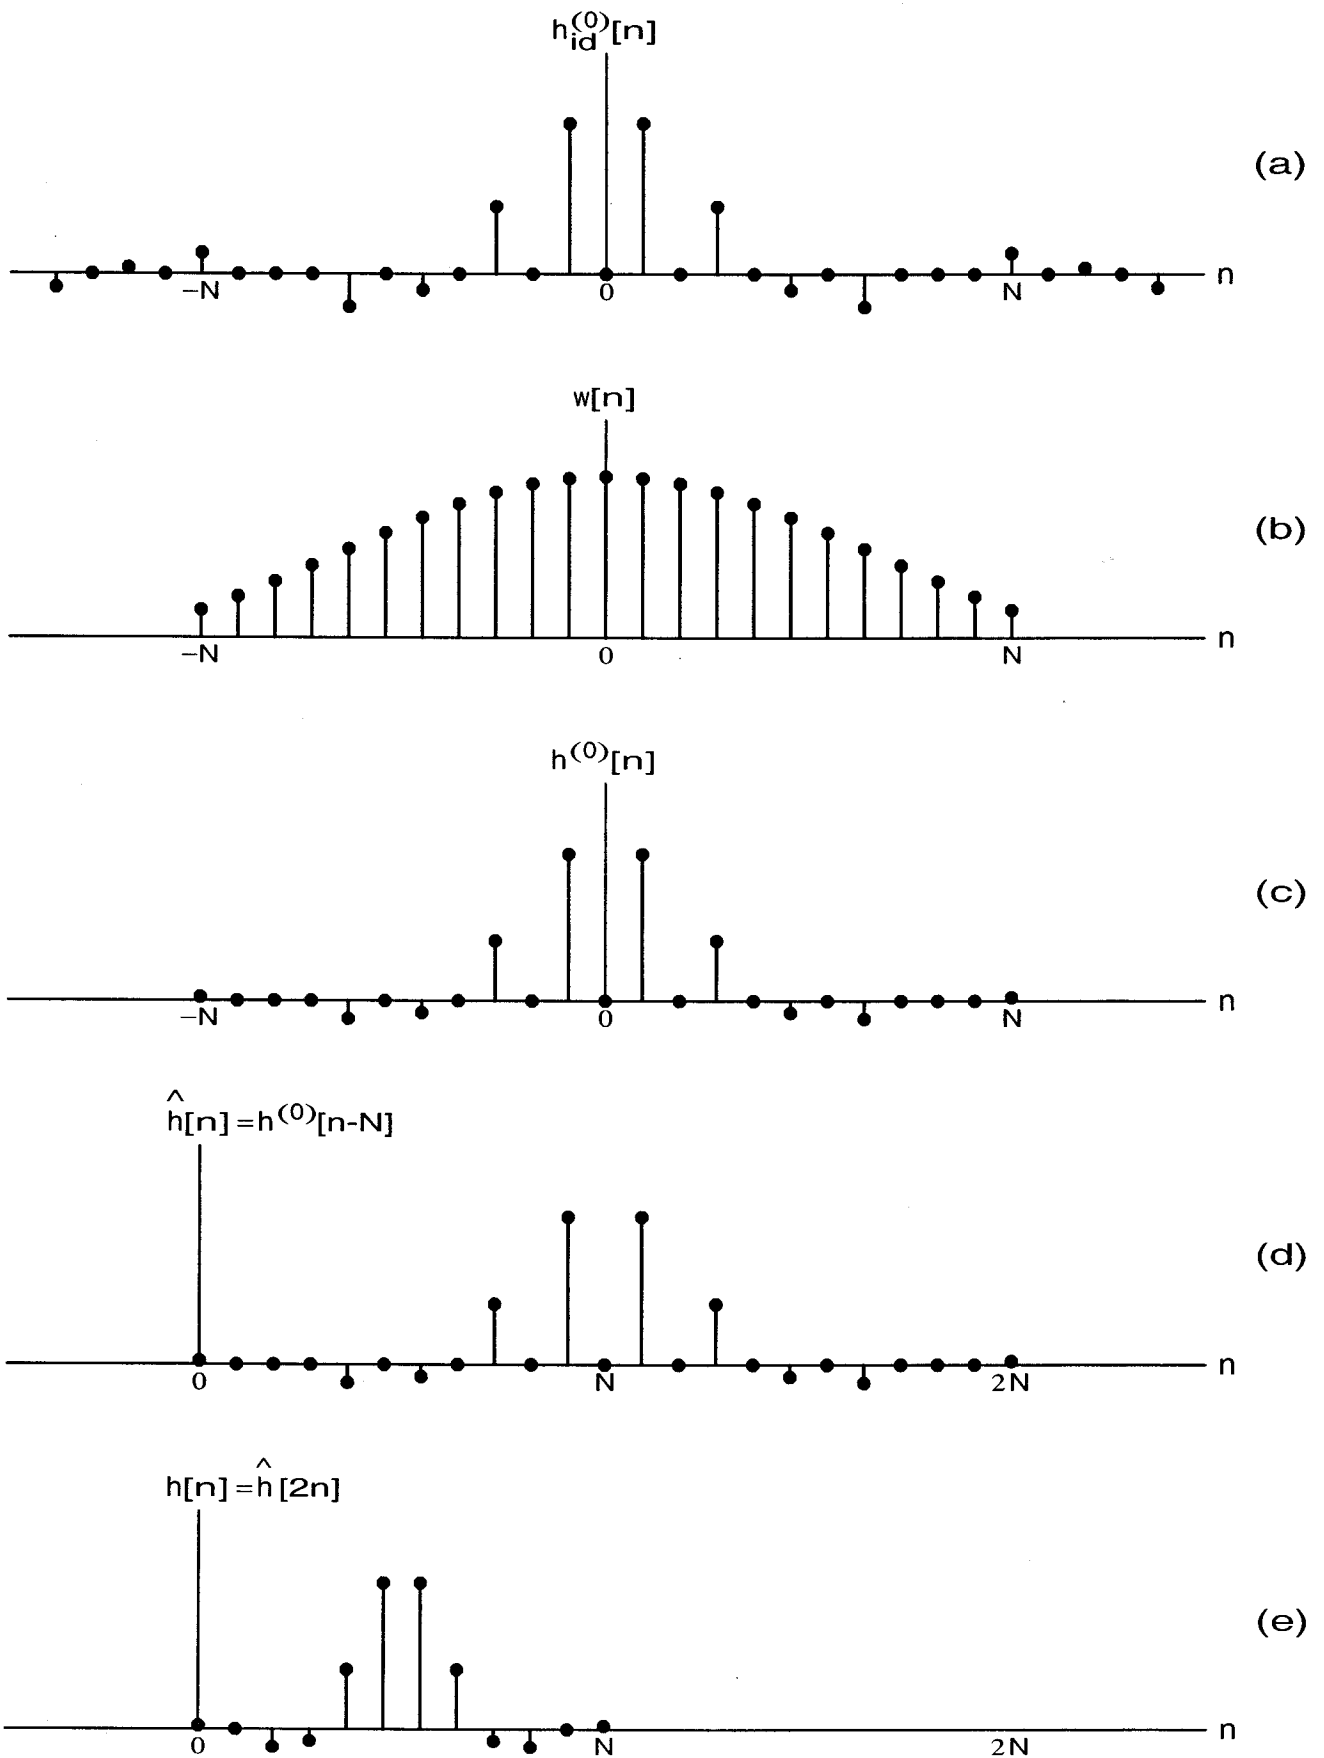 h_id^(0)[n]
(a)
−N 0 N n
w[n]
(b)
−N 0 N n
h^(0)[n]
(c)
−N 0 N n
ĥ[n]=h^(0)[n-N]
(d)
0 N 2N n
h[n]=ĥ[2n]
(e)
0 N 2N n